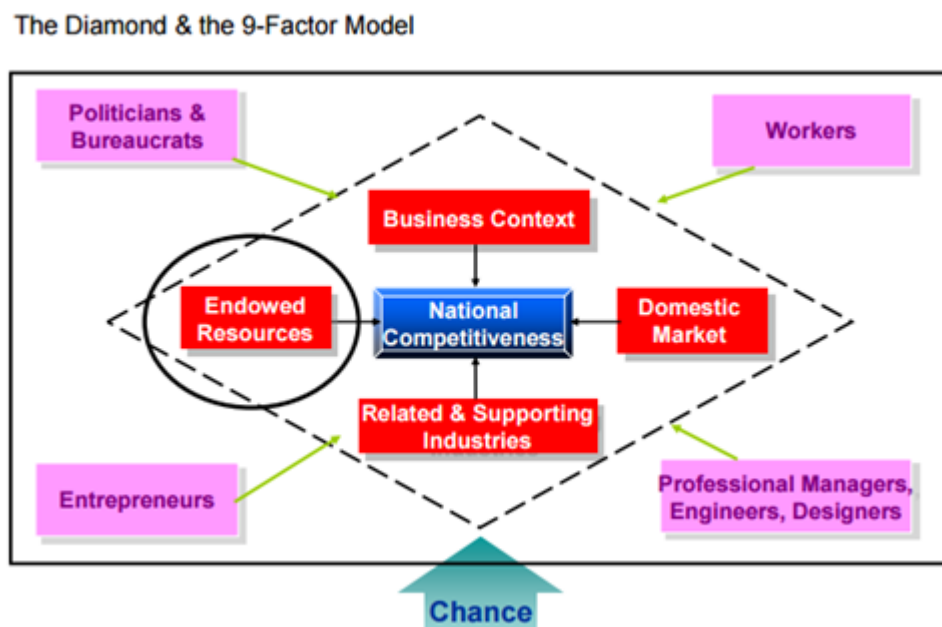 The Diamond & the 9-Factor Model
Politicians &
Bureaucrats
Workers
Business Context
Endowed
Resources
National
Competitiveness
Domestic
Market
Related & Supporting
Industries
Entrepreneurs
Professional Managers,
Engineers, Designers
Chance